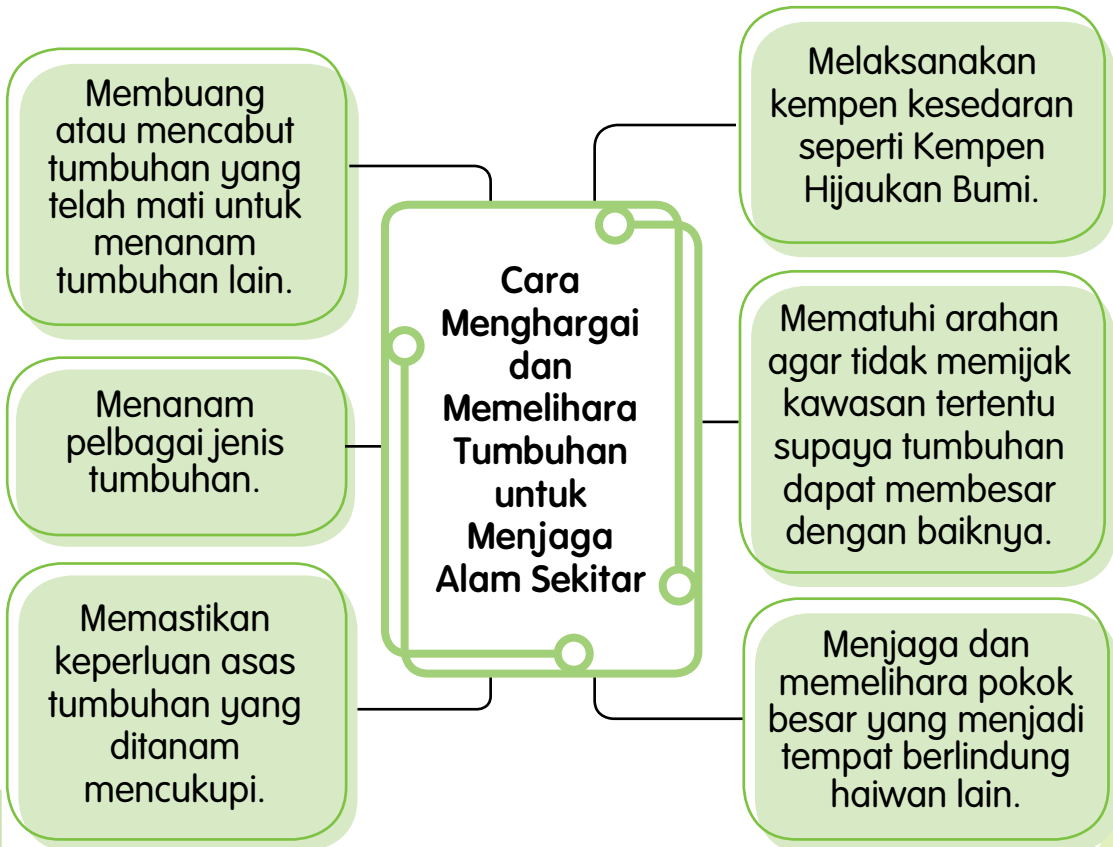 Membuang
atau mencabut
tumbuhan yang
telah mati untuk
menanam
tumbuhan lain.
Menanam
pelbagai jenis
tumbuhan.
Memastikan
keperluan asas
tumbuhan yang
ditanam
mencukupi.
Cara
Menghargai
dan
Memelihara
Tumbuhan
untuk
Menjaga
Alam Sekitar
Melaksanakan
kempen kesedaran
seperti Kempen
Hijaukan Bumi.
Mematuhi arahan
agar tidak memijak
kawasan tertentu
supaya tumbuhan
dapat membesar
dengan baiknya.
Menjaga dan
memelihara pokok
besar yang menjadi
tempat berlindung
haiwan lain.